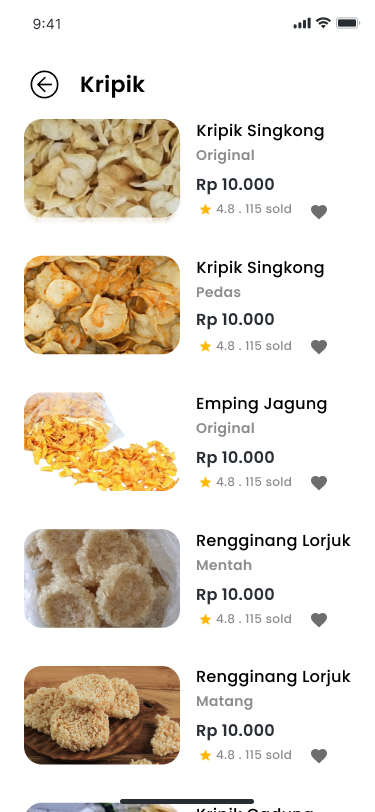 9:41
Kripik
Kripik Singkong
Original
Rp 10.000
4.8 . 115 sold
Kripik Singkong
Pedas
Rp 10.000
4.8 . 115 sold
Emping Jagung
Original
Rp 10.000
4.8 . 115 sold
Rengginang Lorjuk
Mentah
Rp 10.000
4.8 . 115 sold
Rengginang Lorjuk
Matang
Rp 10.000
4.8 . 115 sold
Kripik Gadung